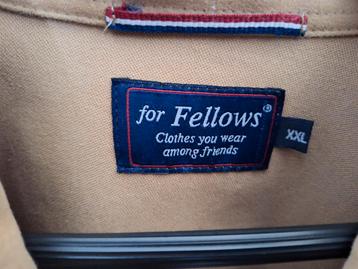 for Fellows®
Clothes you wear
among friends
XXL